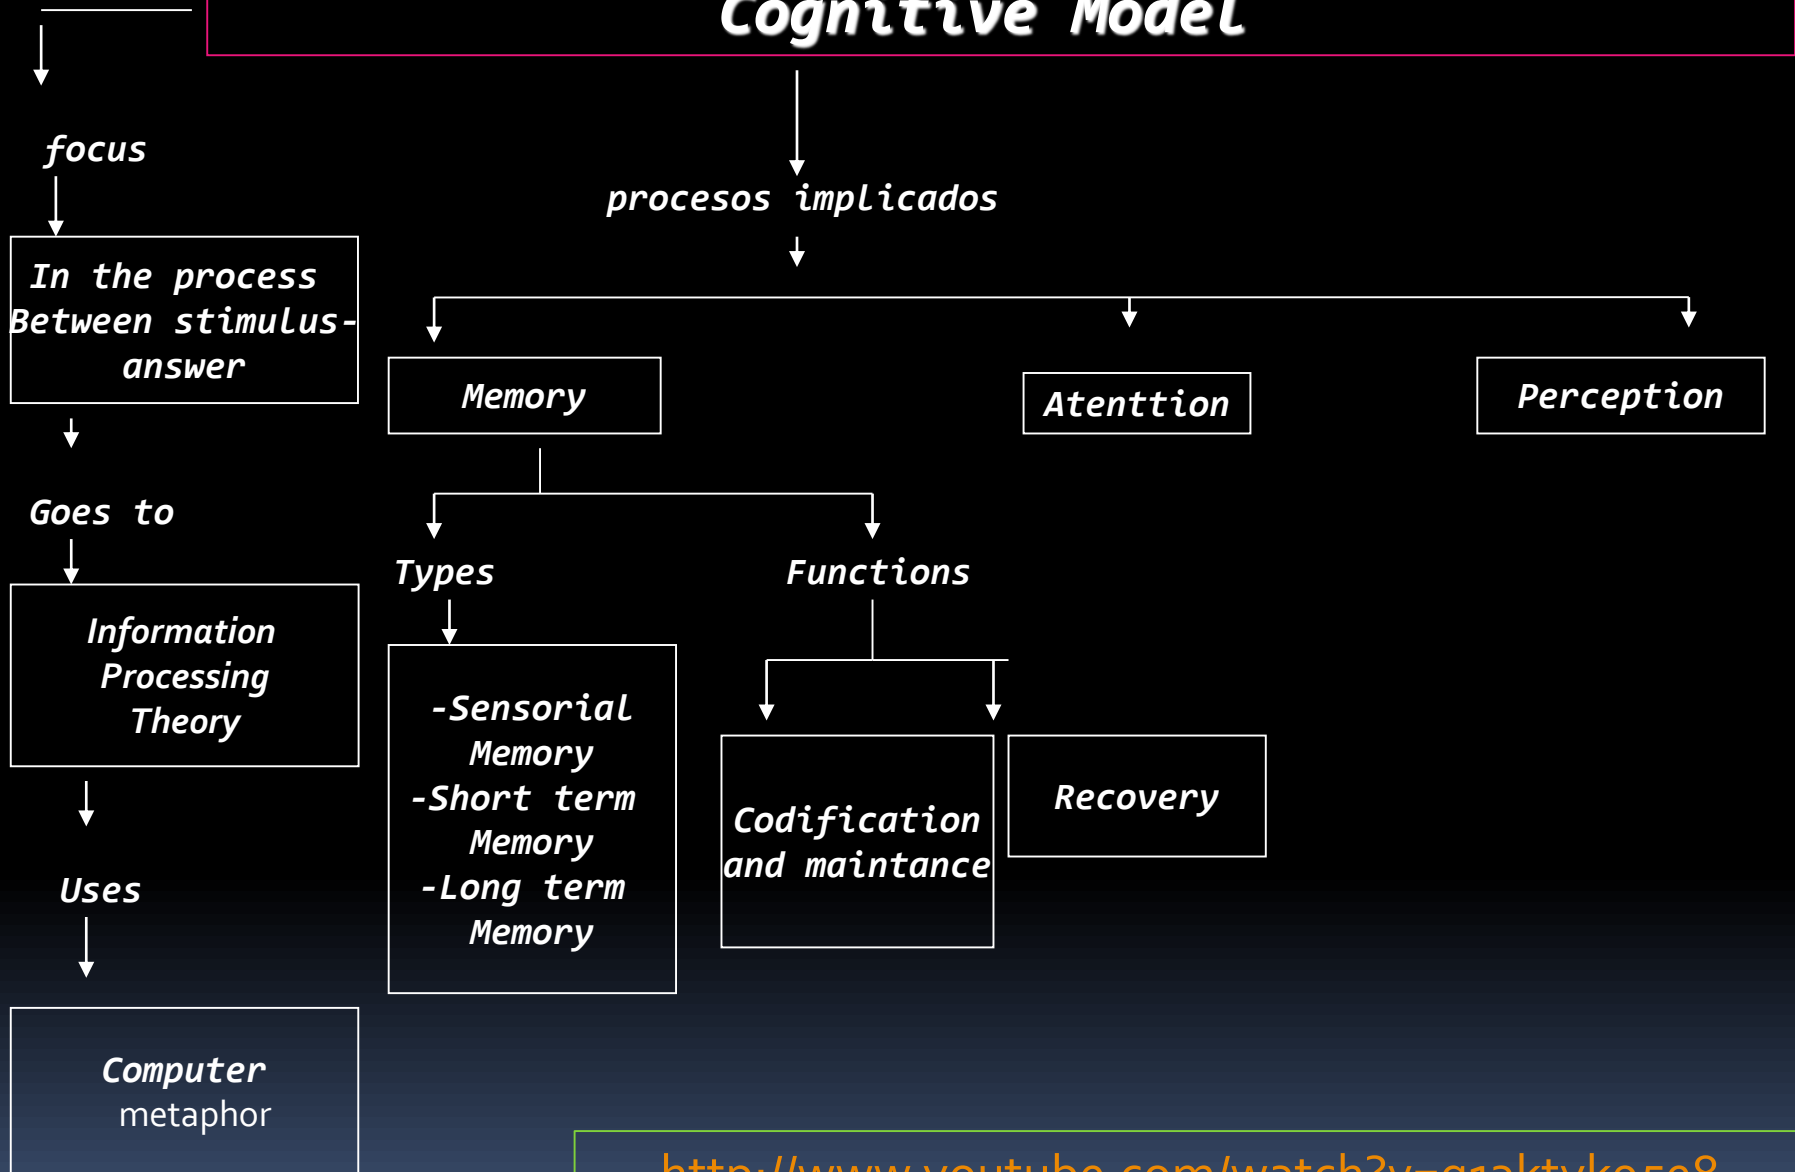 Cognitive Model
focus
procesos implicados
In the process
Between stimulus-
answer
Memory
Atenttion
Perception
Goes to
Types
Functions
Information
Processing
Theory
-Sensorial
Memory
-Short term
Memory
-Long term
Memory
Codification
and maintance
Recovery
Uses
Computer
metaphor